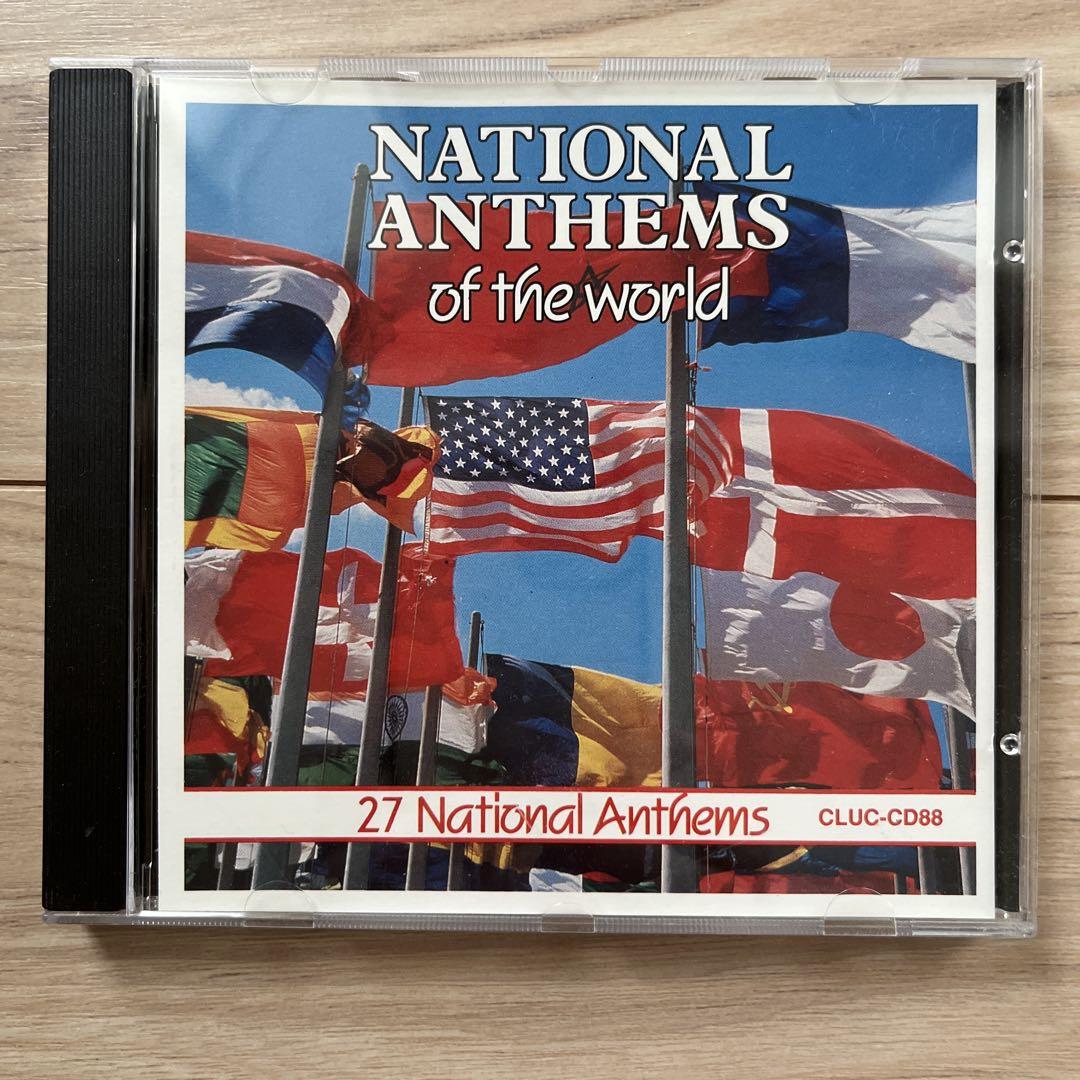 NATIONAL
ANTHEMS
of the world
27 National Anthems
CLUC-CD88